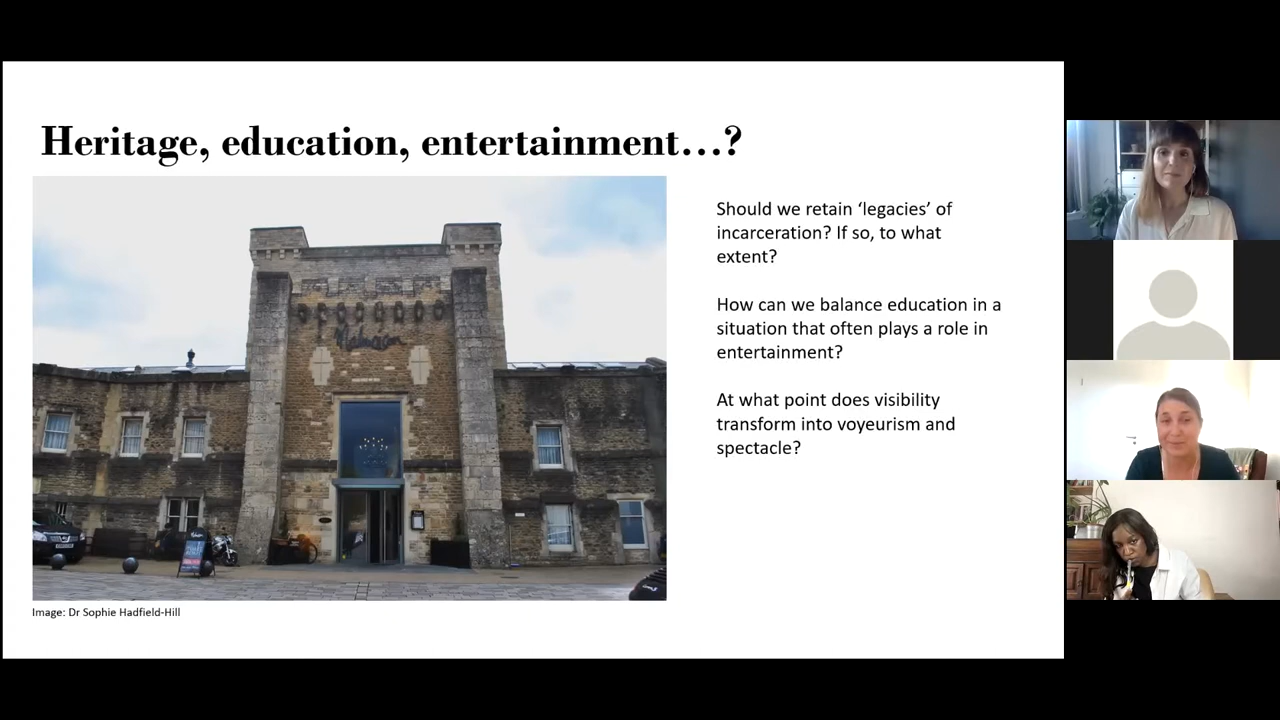 Heritage, education, entertainment...?
Should we retain ‘legacies’ of
incarceration? If so, to what
extent?
How can we balance education in a
situation that often plays a role in
entertainment?
At what point does visibility
transform into voyeurism and
spectacle?
Malmaison
Image: Dr Sophie Hadfield-Hill